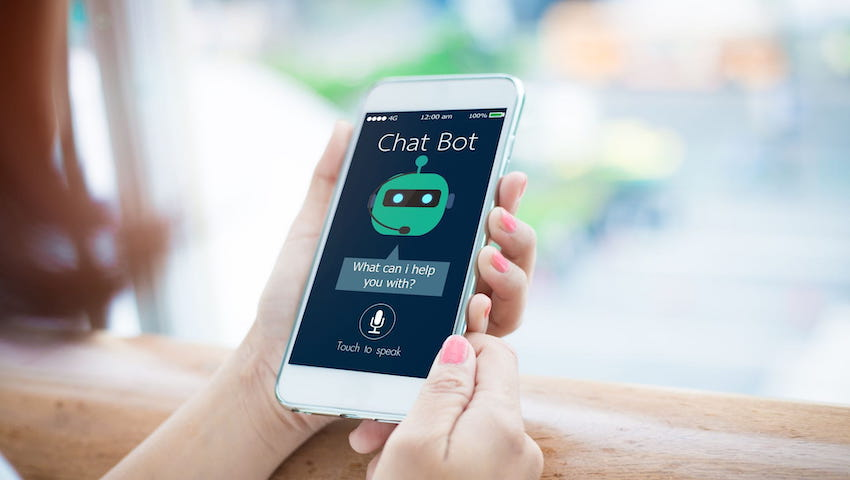 4G 12:00 am 100%
Chat Bot
What can i help
you with?
Touch to speak